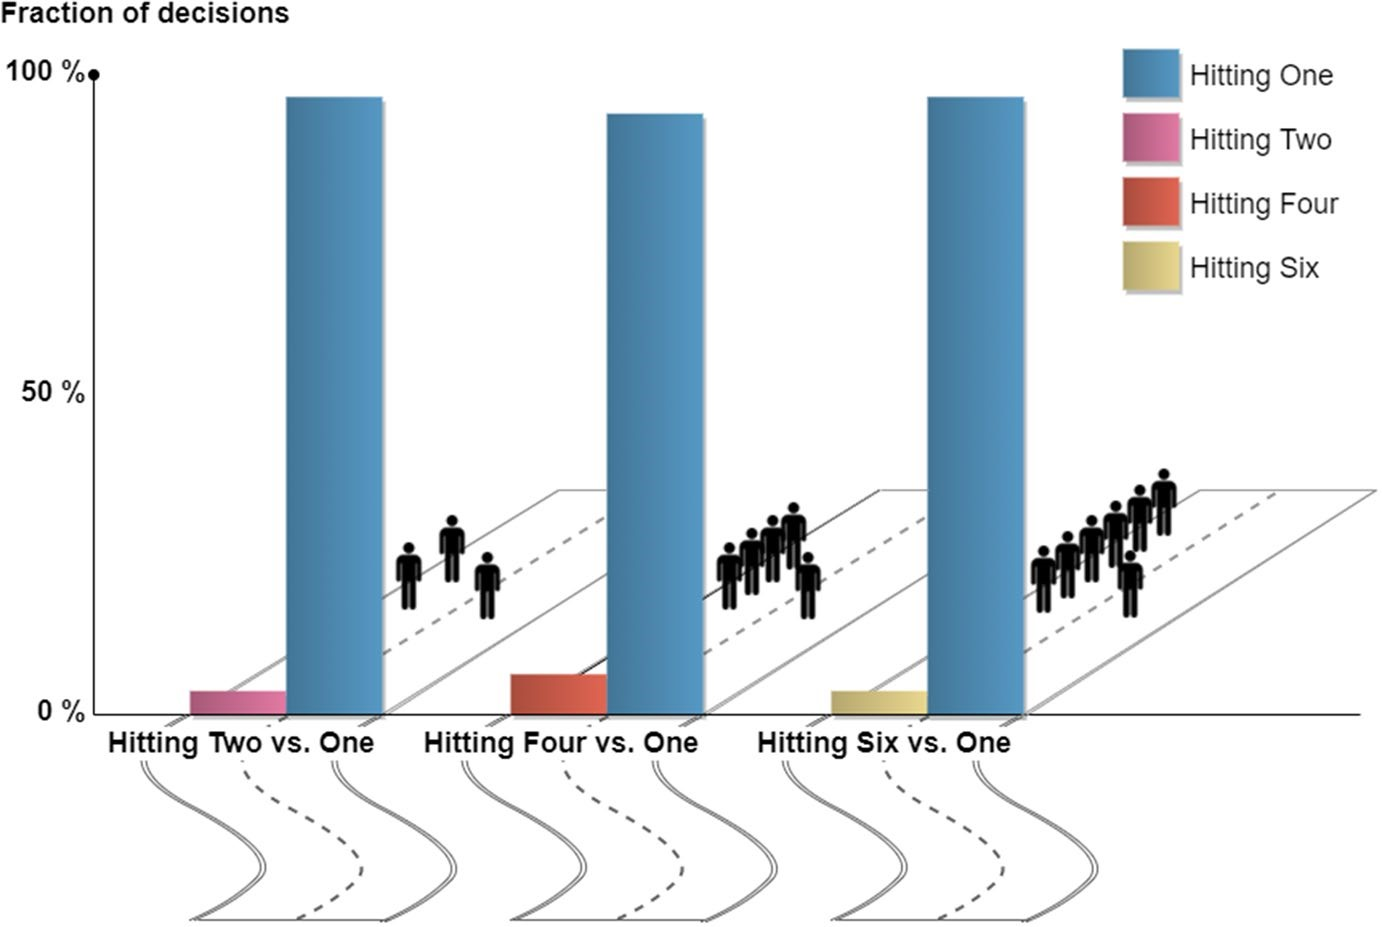 Fraction of decisions
100 %
50 %
0 %
Hitting One
Hitting Two
Hitting Four
Hitting Six
Hitting Two vs. One
Hitting Four vs. One
Hitting Six vs. One